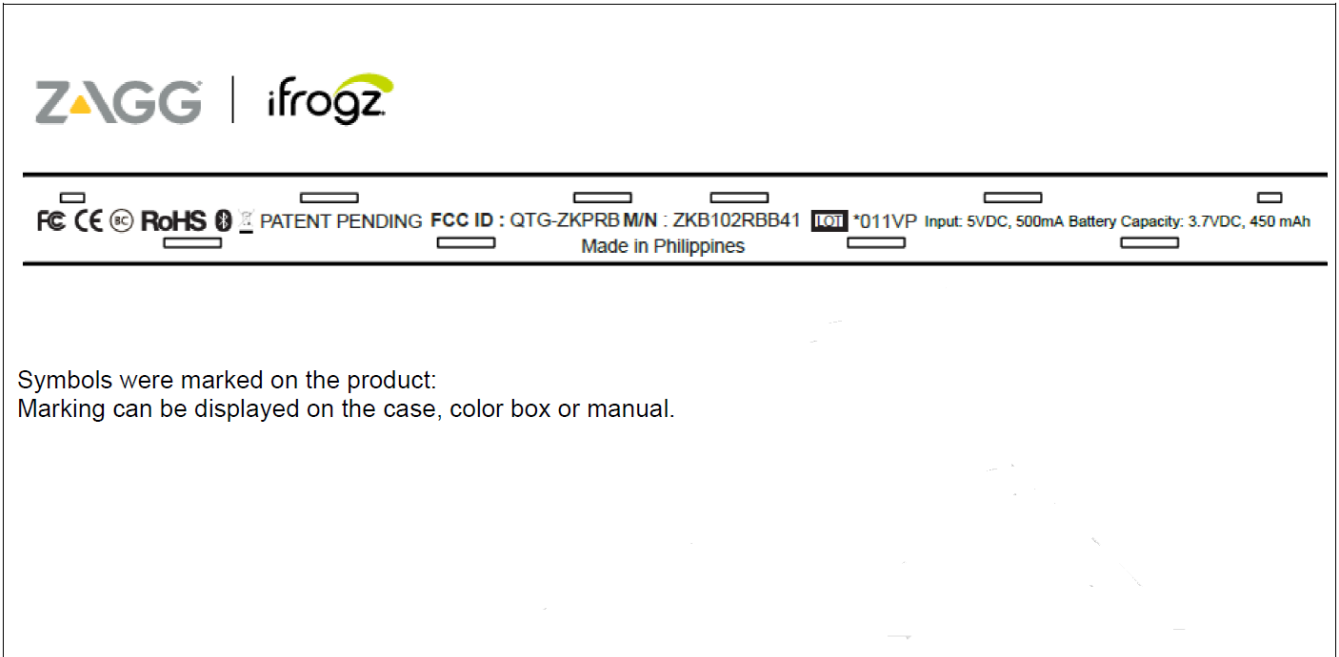 ZAGG | ifrogz
FC CE BC RoHS PATENT PENDING FCC ID : QTG-ZKPRB M/N : ZKB102RBB41 LOT *011VP Input: 5VDC, 500mA Battery Capacity: 3.7VDC, 450 mAh
Made in Philippines
Symbols were marked on the product:
Marking can be displayed on the case, color box or manual.